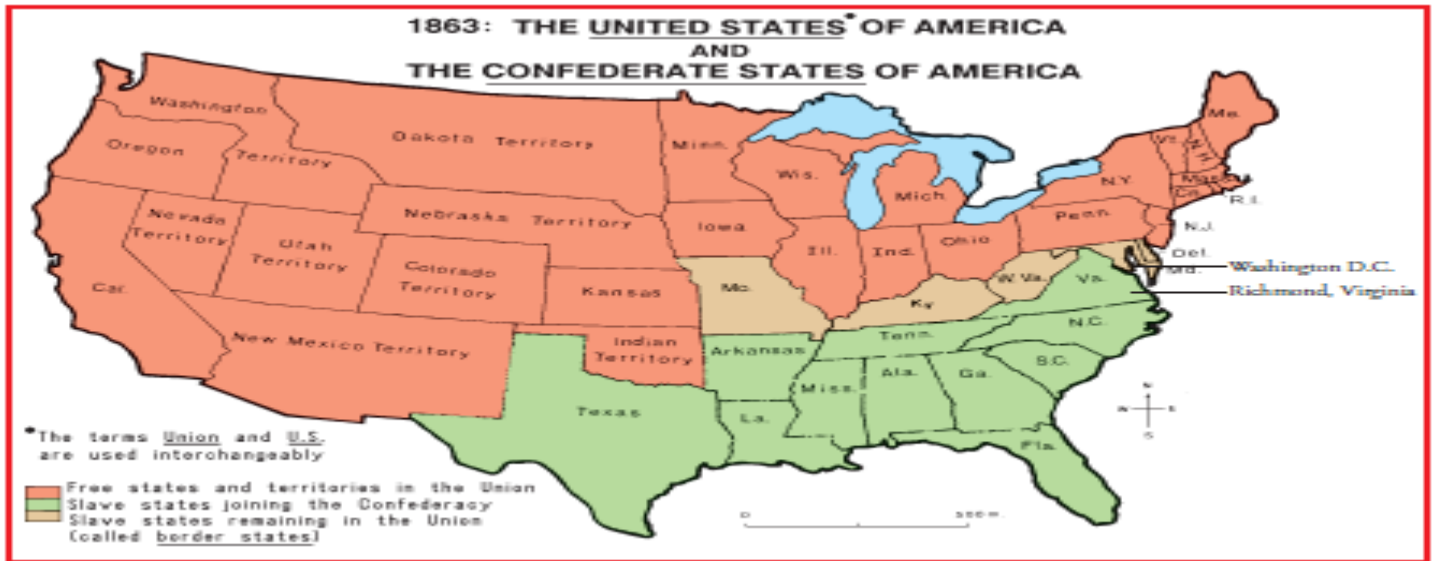 1863: THE UNITED STATES* OF AMERICA
AND
THE CONFEDERATE STATES OF AMERICA
Washington
Territory
Oregon
Dakota Territory
Minn.
Wis.
Mich.
Me.
Vt.
N.H.
Mass.
Cn.
R.I.
N.Y.
Penn.
N.J.
Del.
Md.
Washington D.C.
Richmond, Virginia
Nevada
Territory
Utah
Territory
Nebraska Territory
Iowa
Ill.
Ind.
Ohio
W.Va.
Va.
Cal.
Colorado
Territory
Kansas
Mo.
Ky.
New Mexico Territory
Indian
Territory
Arkansas
Tenn.
N.C.
S.C.
Texas
La.
Miss.
Ala.
Ga.
Fla.
N
W E
S
*The terms Union and U.S.
are used interchangeably
Free states and territories in the Union
Slave states joining the Confederacy
Slave states remaining in the Union
(called border states)
0 500 m.